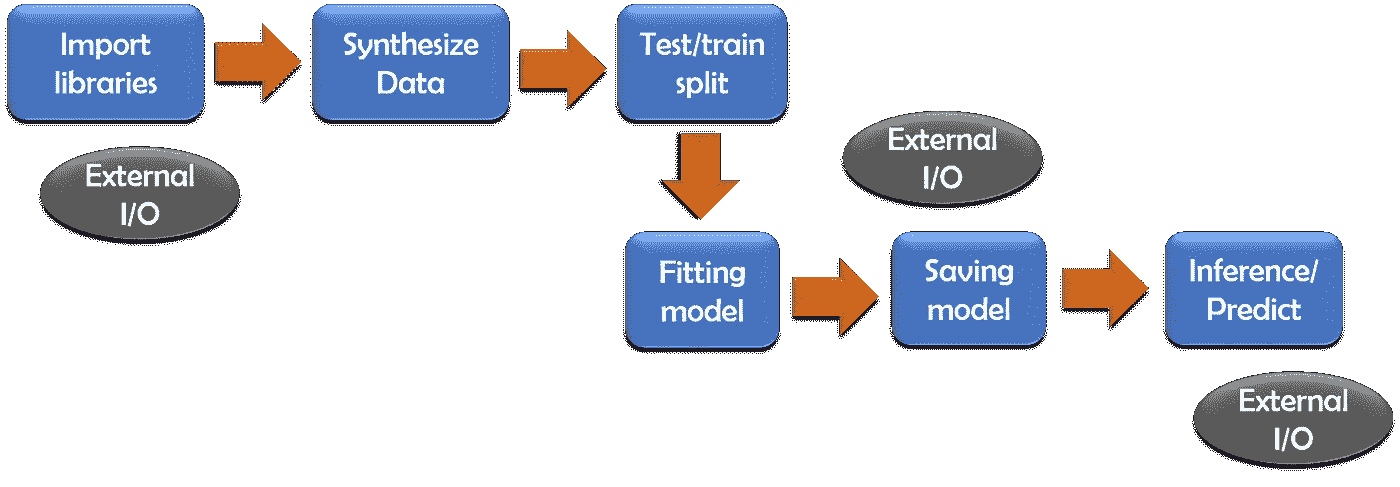 Import
libraries
Synthesize
Data
Test/train
split
External
I/O
External
I/O
Fitting
model
Saving
model
Inference/
Predict
External
I/O